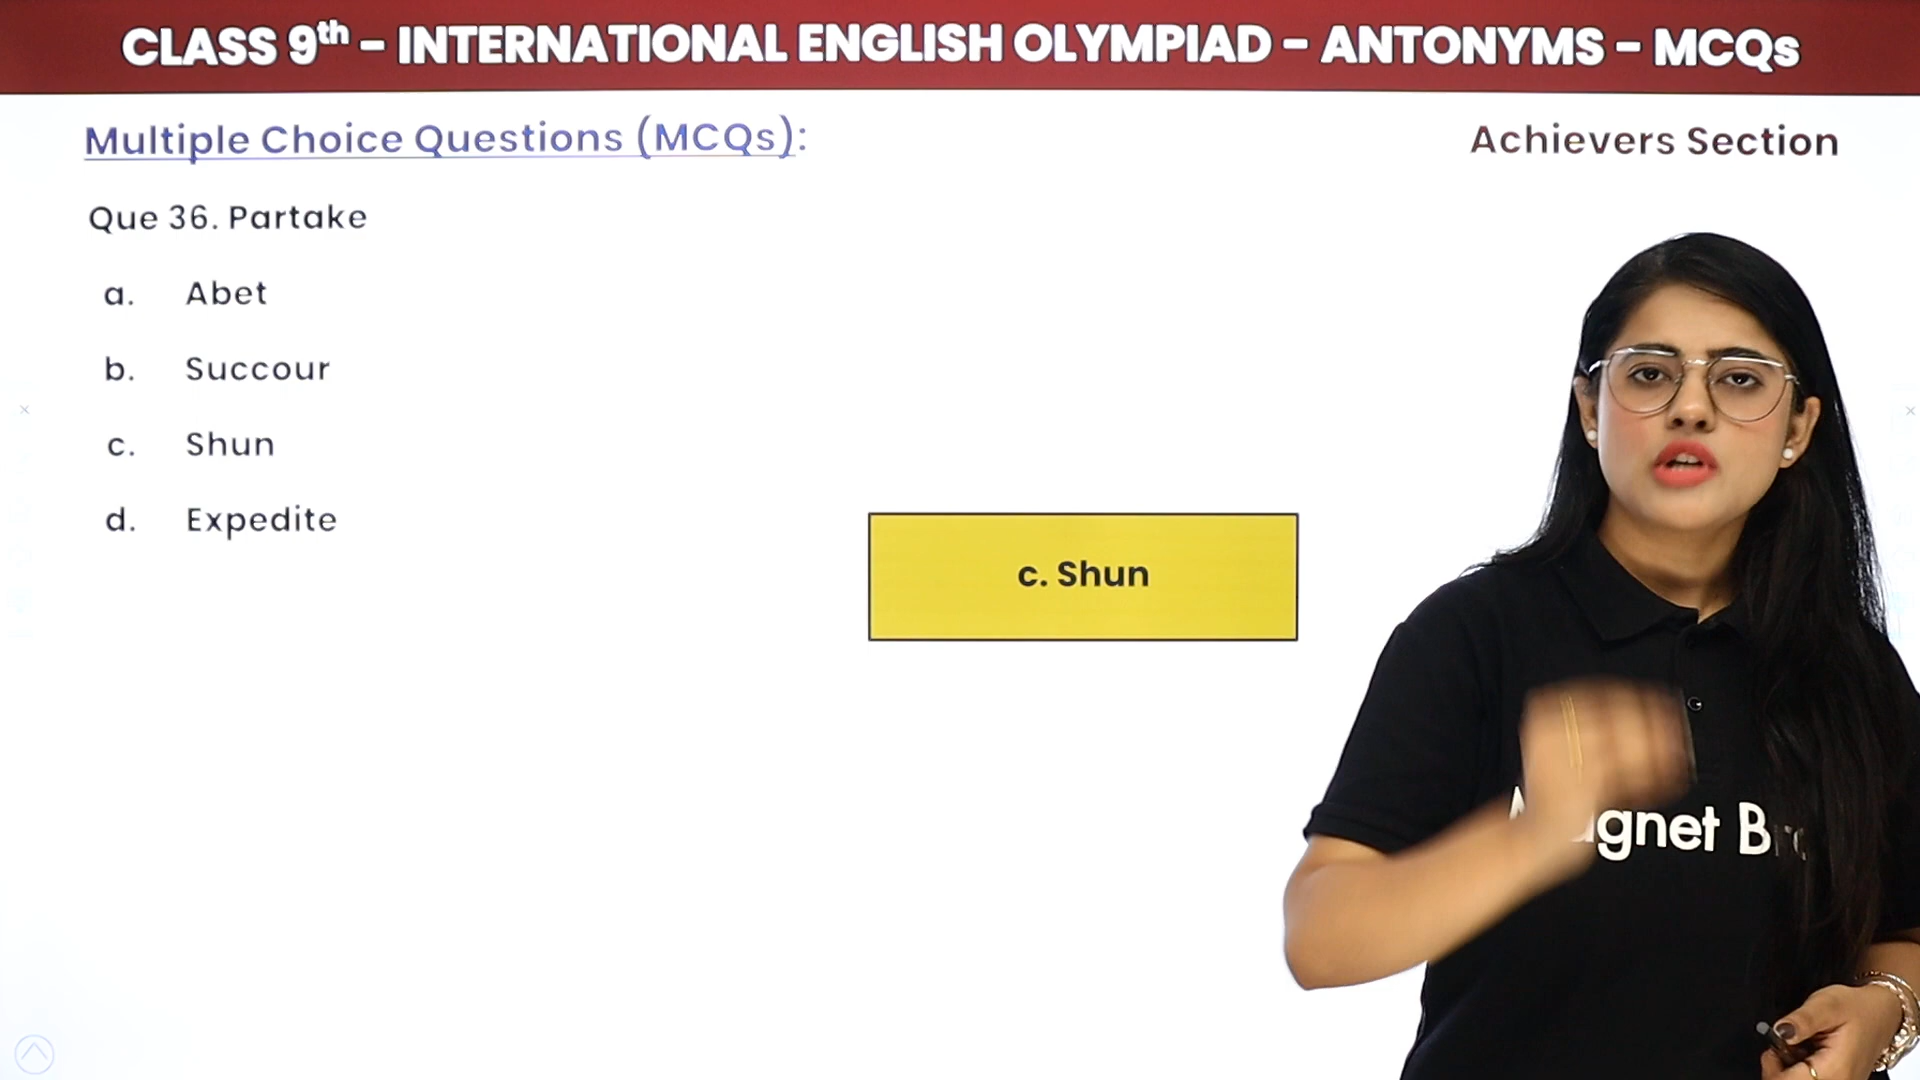 CLASS 9th – INTERNATIONAL ENGLISH OLYMPIAD – ANTONYMS – MCQs
Multiple Choice Questions (MCQs):
Achievers Section
Que 36. Partake
a. Abet
b. Succour
c. Shun
d. Expedite
c. Shun
gnet B